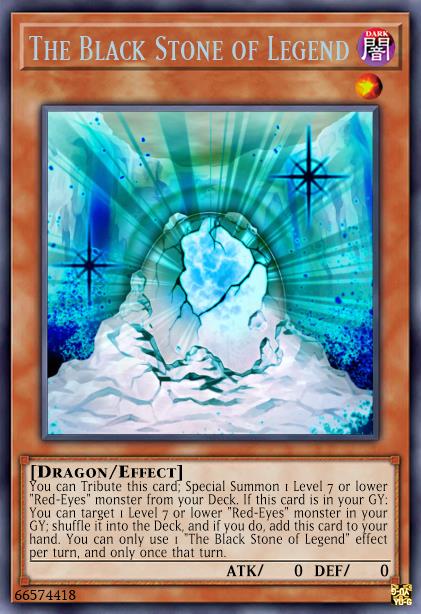 The Black Stone of Legend
DARK
闇
[Dragon/Effect]
You can Tribute this card; Special Summon 1 Level 7 or lower
"Red-Eyes" monster from your Deck. If this card is in your GY:
You can target 1 Level 7 or lower "Red-Eyes" monster in your
GY; shuffle it into the Deck, and if you do, add this card to your
hand. You can only use 1 "The Black Stone of Legend" effect
per turn, and only once that turn.
ATK/ 0 DEF/ 0
66574418